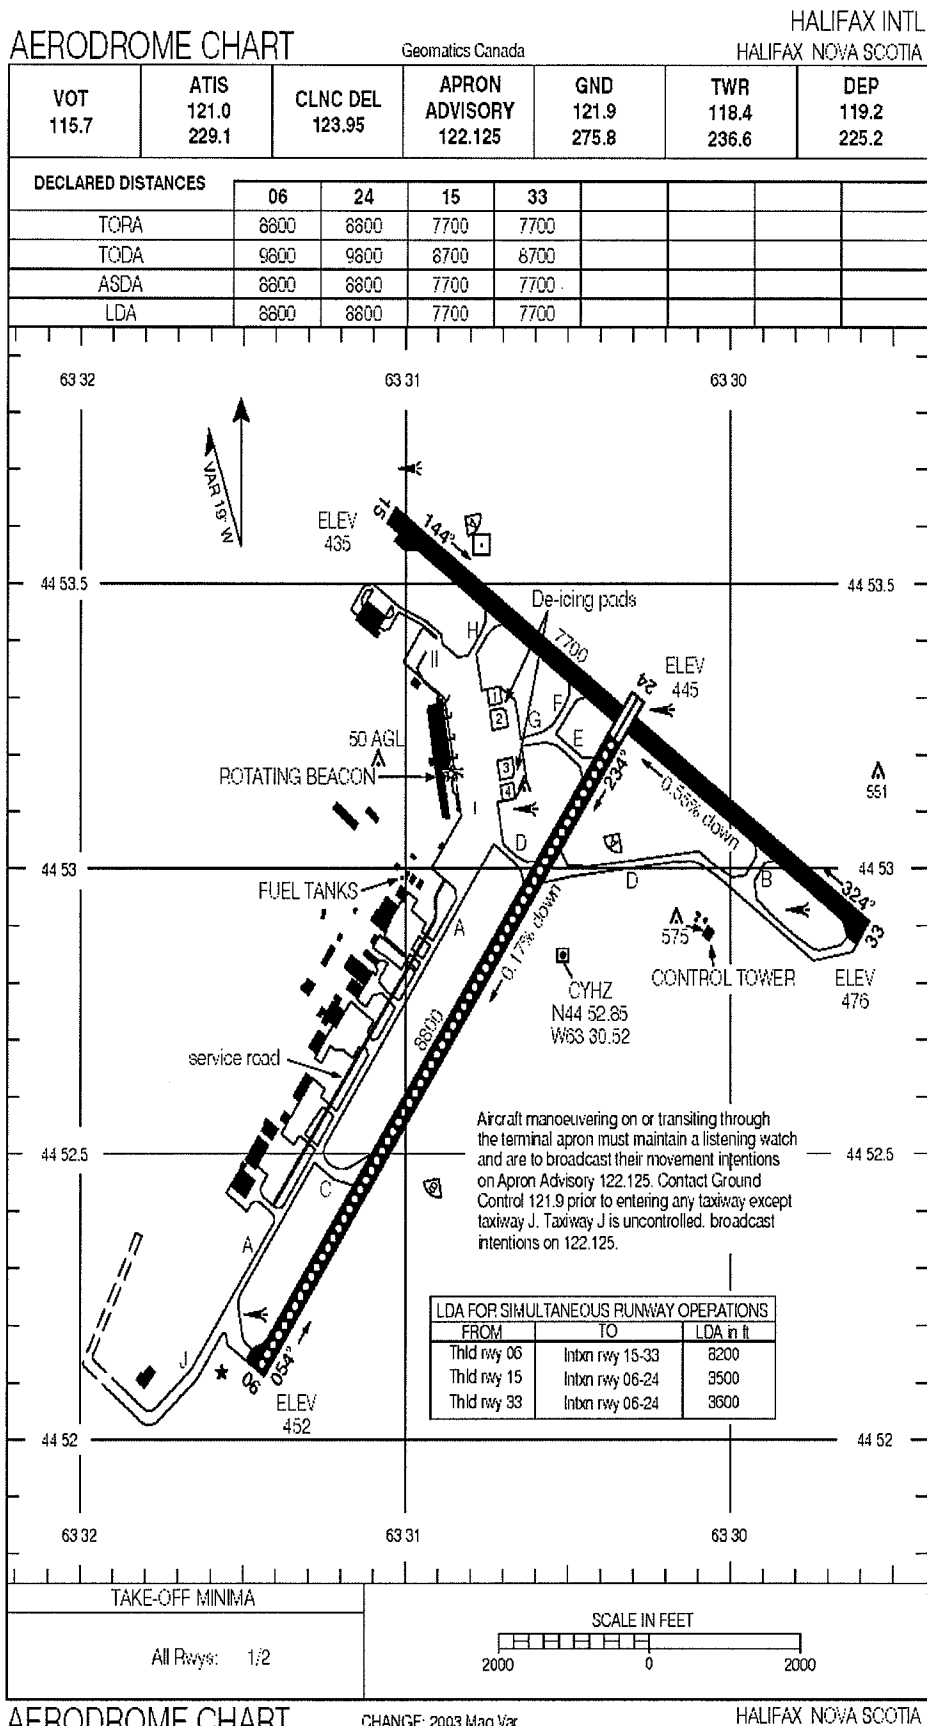 HALIFAX INTL
AERODROME CHART
Geomatics Canada
HALIFAX NOVA SCOTIA
VOT
115.7
ATIS
121.0
229.1
CLNC DEL
123.95
APRON
ADVISORY
122.125
GND
121.9
275.8
TWR
118.4
236.6
DEP
119.2
225.2
DECLARED DISTANCES
06 24 15 33
TORA 8800 8800 7700 7700
TODA 9800 9800 8700 8700
ASDA 8800 8800 7700 7700
LDA 8800 8800 7700 7700
63 32 63 31 63 30
VAR 19° W
15
144°
ELEV
435
44 53.5 44 53.5
De-icing pads
H
7700
II
ELEV
445
24
1
2
F
G
E
50 AGL
3
4
ROTATING BEACON
234°
0.55% down
551
I
D
44 53 44 53
FUEL TANKS
D
B
324°
33
A
0.17% down
575
CONTROL TOWER
ELEV
476
CYHZ
N44 52.85
W63 30.52
8800
service road
Aircraft manoeuvering on or transiting through
the terminal apron must maintain a listening watch
and are to broadcast their movement intentions
on Apron Advisory 122.125. Contact Ground
Control 121.9 prior to entering any taxiway except
taxiway J. Taxiway J is uncontrolled. broadcast
intentions on 122.125.
44 52.5 44 52.5
C
A
J
06
054°
ELEV
452
LDA FOR SIMULTANEOUS RUNWAY OPERATIONS
FROM TO LDA in ft
Thld rwy 06 Intxn rwy 15-33 8200
Thld rwy 15 Intxn rwy 06-24 3500
Thld rwy 33 Intxn rwy 06-24 3600
44 52 44 52
63 32 63 31 63 30
TAKE-OFF MINIMA
All Rwys: 1/2
SCALE IN FEET
2000 0 2000
AERODROME CHART
CHANGE: 2003 Mag Var
HALIFAX NOVA SCOTIA